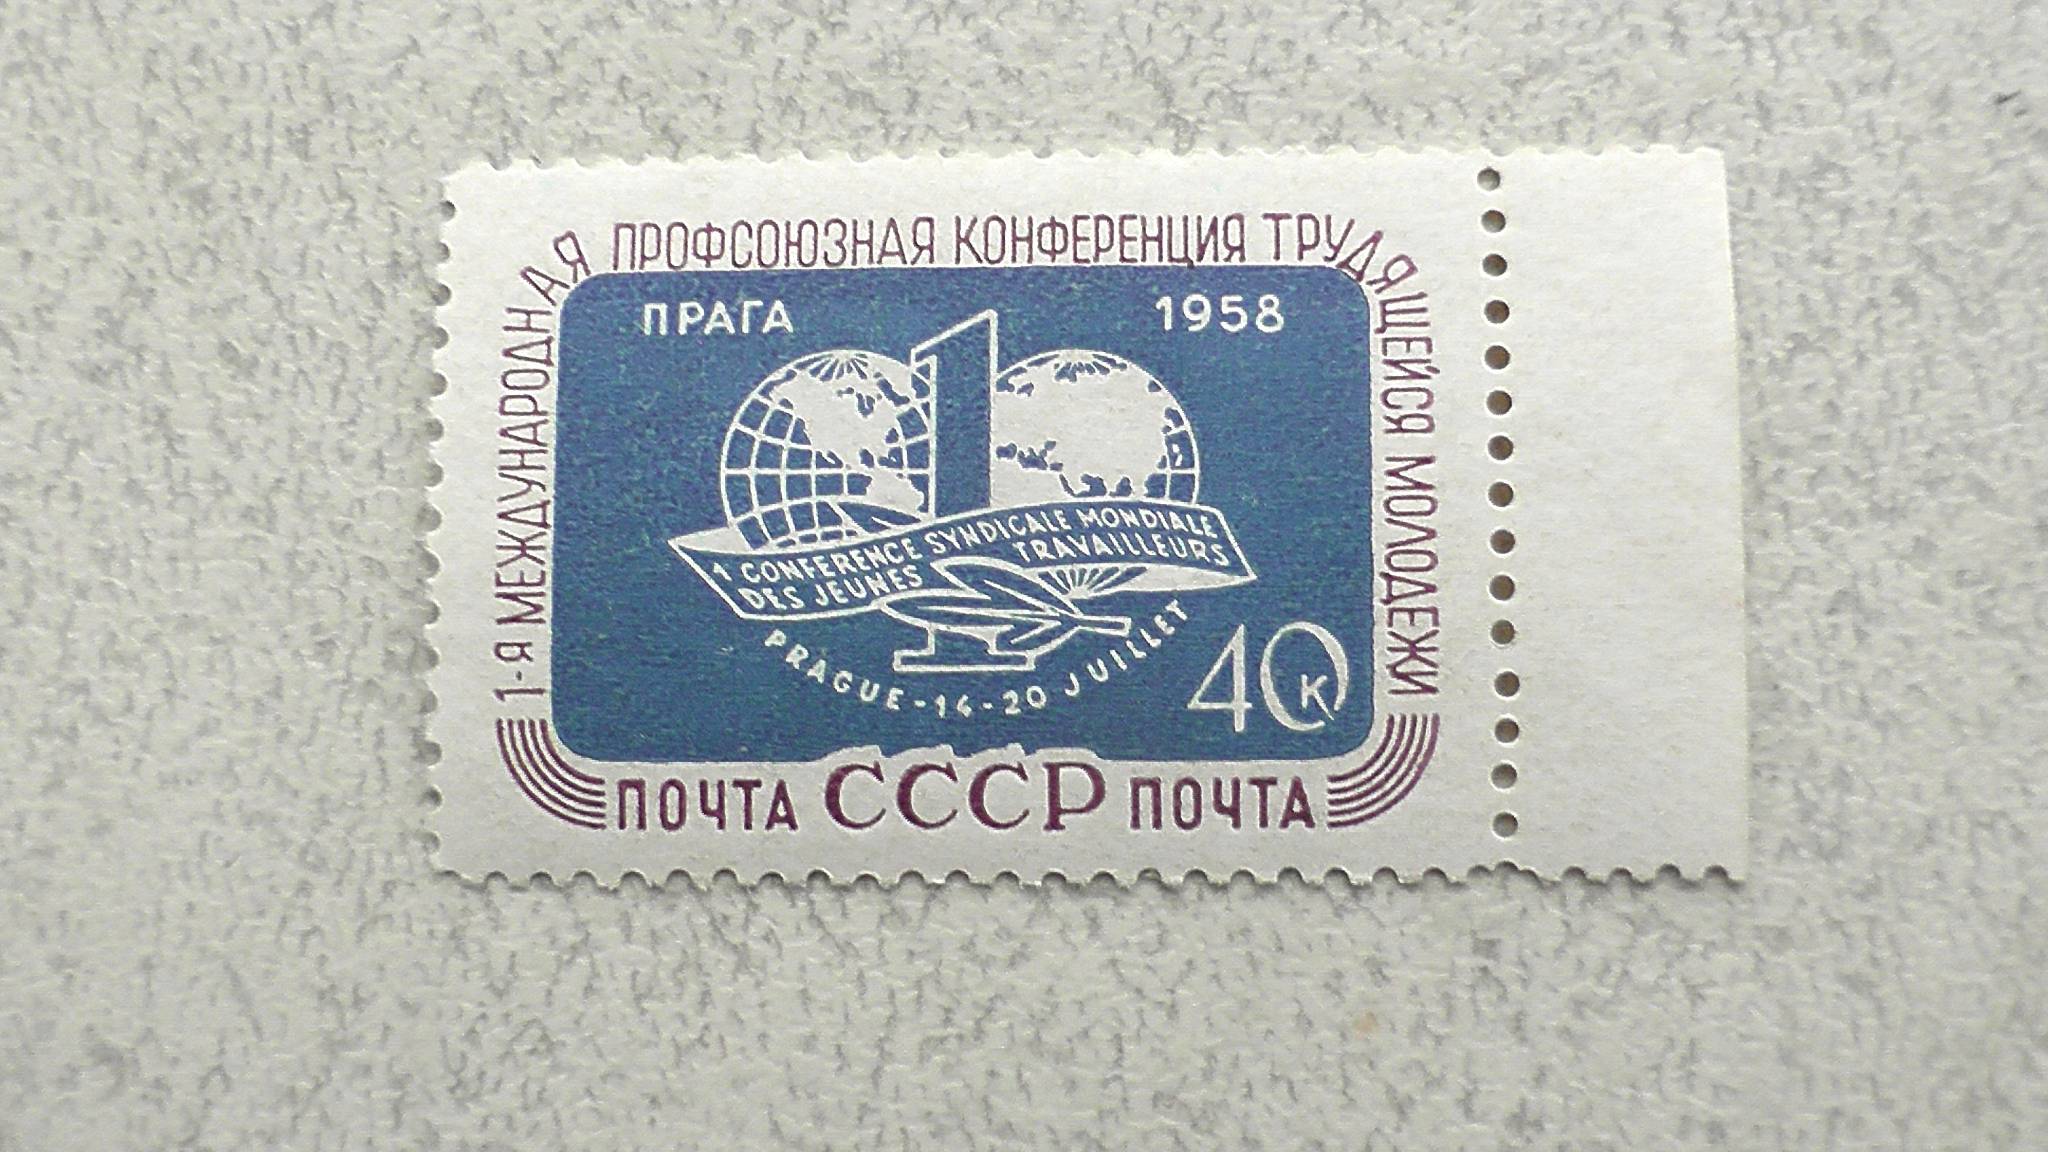 1-Я МЕЖДУНАРОДНАЯ ПРОФСОЮЗНАЯ КОНФЕРЕНЦИЯ ТРУДЯЩЕЙСЯ МОЛОДЕЖИ
ПРАГА 1958
1 CONFERENCE SYNDICALE MONDIALE
DES JEUNES TRAVAILLEURS
PRAGUE-14-20 JUILLET
40 К
ПОЧТА СССР ПОЧТА